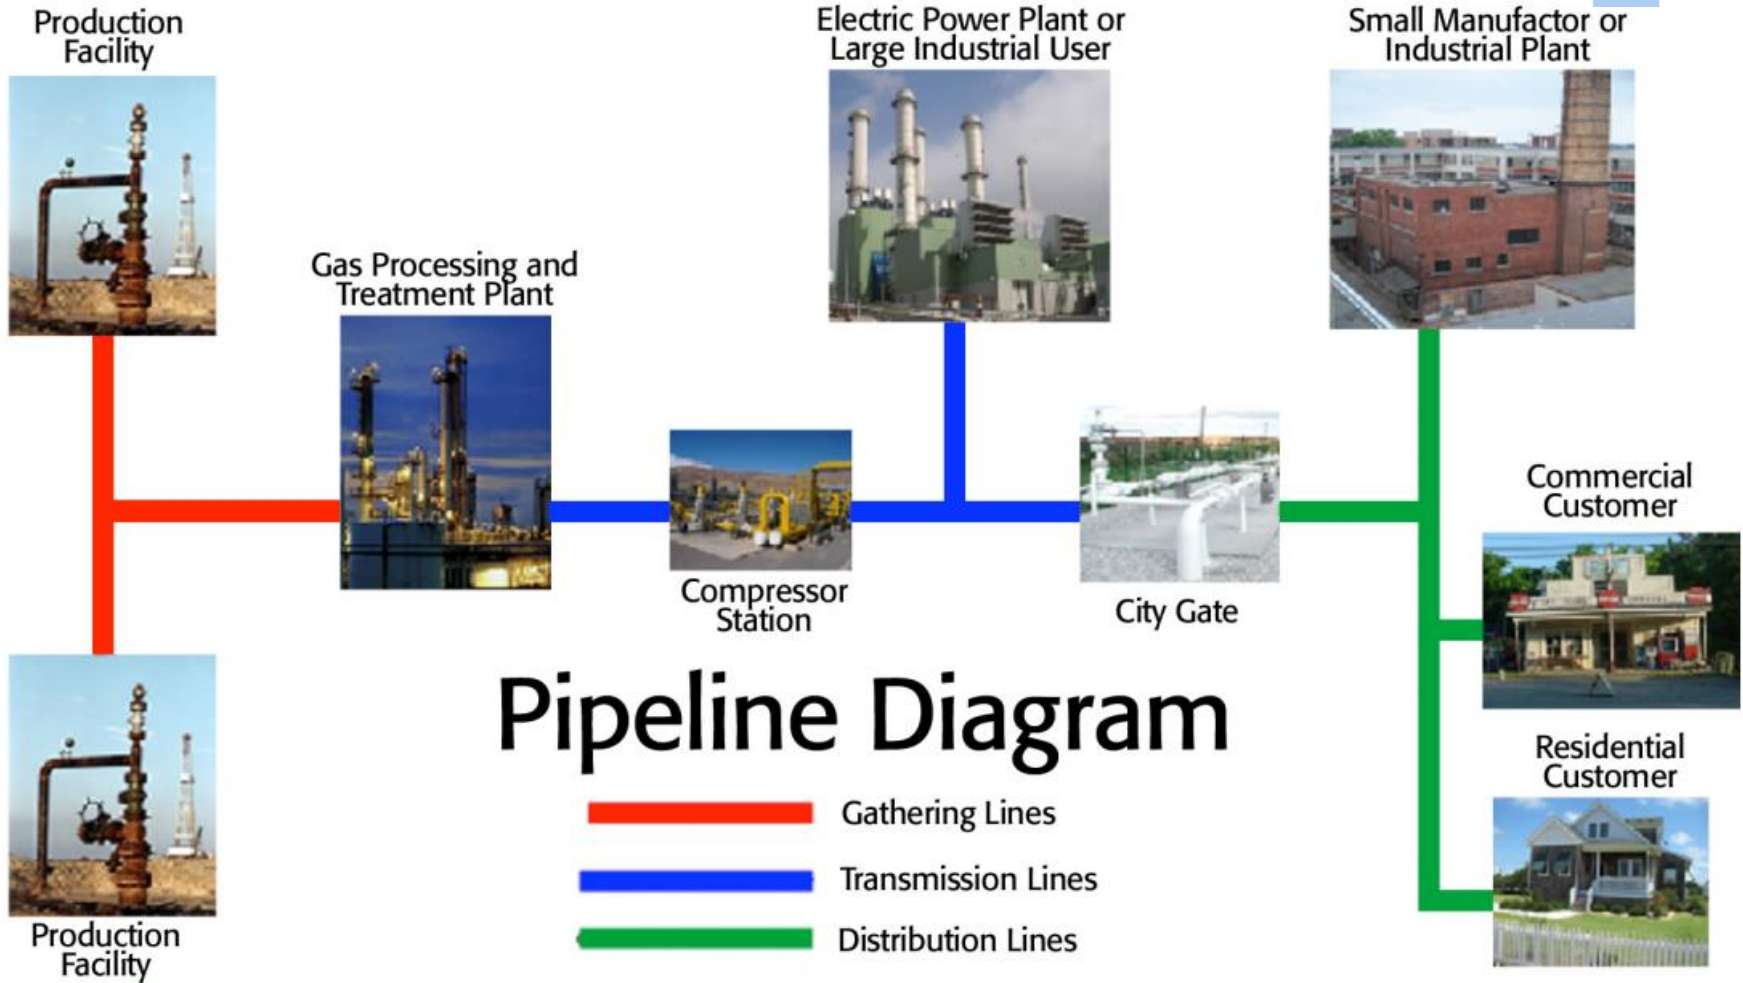 Production
Facility
Electric Power Plant or
Large Industrial User
Small Manufactor or
Industrial Plant
Gas Processing and
Treatment Plant
Commercial
Customer
Compressor
Station
City Gate
Pipeline Diagram
Residential
Customer
Gathering Lines
Transmission Lines
Distribution Lines
Production
Facility